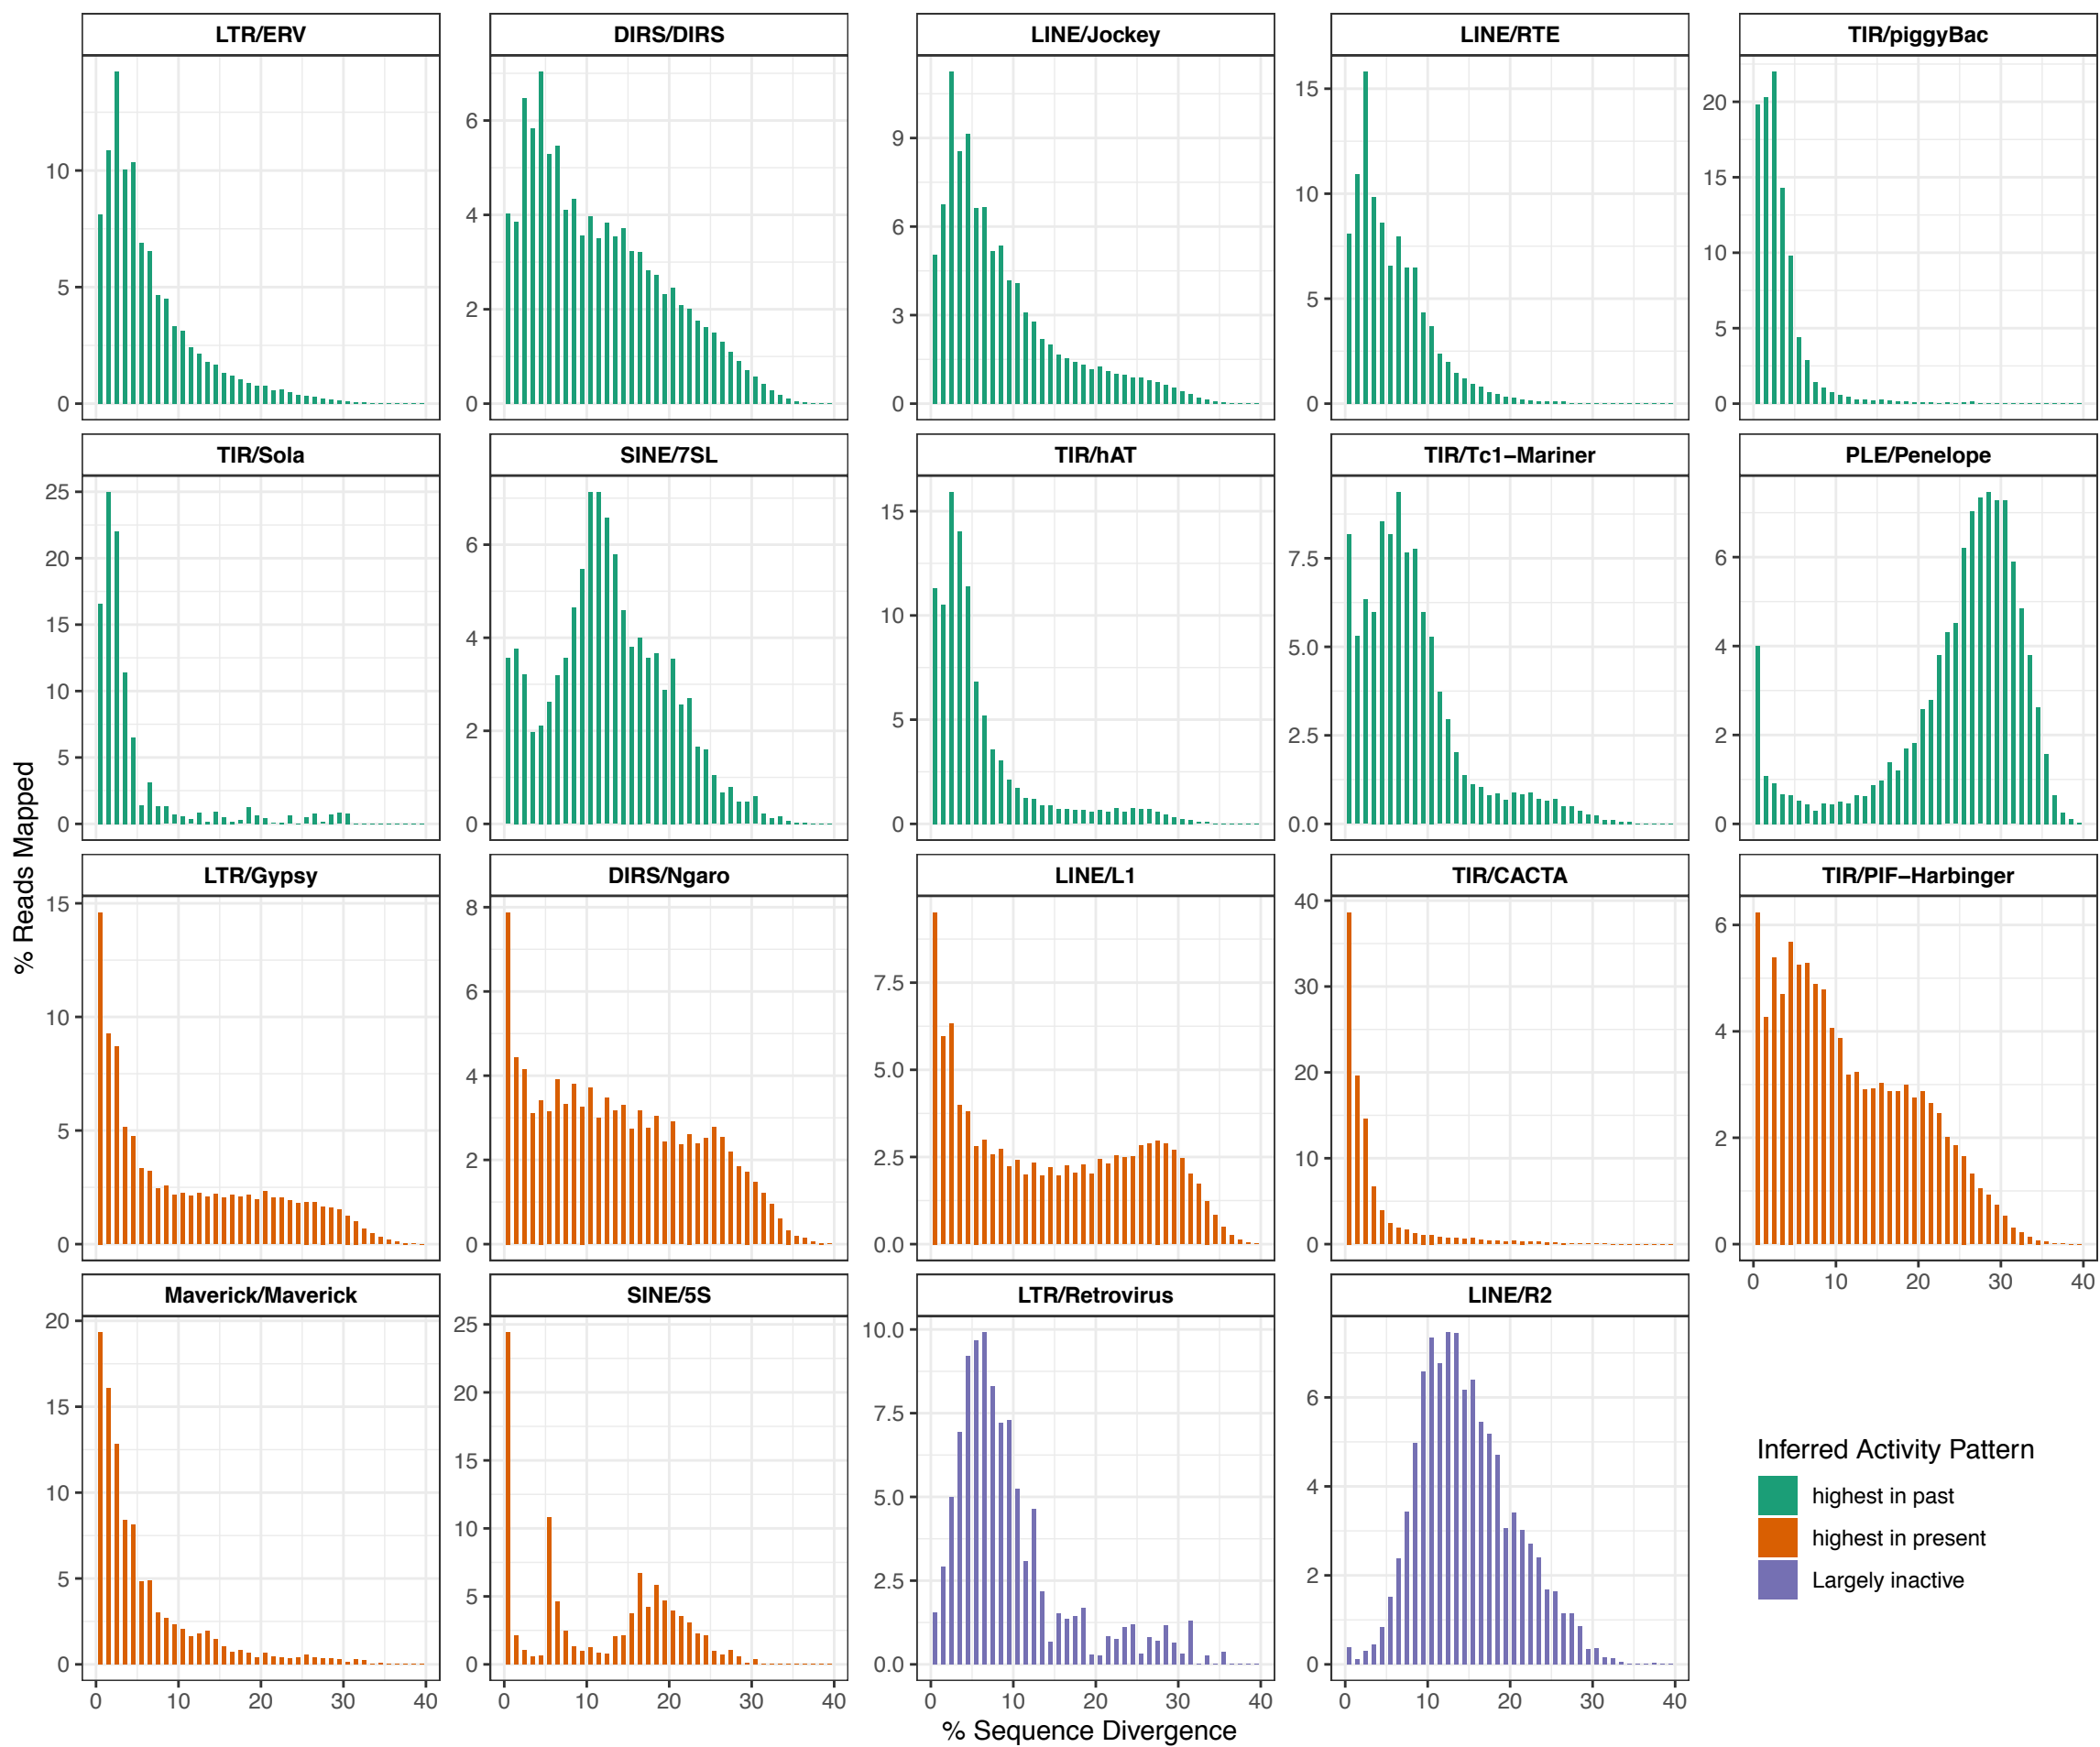 LTR/ERV
DIRS/DIRS
LINE/Jockey
LINE/RTE
TIR/piggyBac
10
5
0
6
4
2
0
9
6
3
0
15
10
5
0
20
15
10
5
0
TIR/Sola
SINE/7SL
TIR/hAT
TIR/Tc1−Mariner
PLE/Penelope
25
20
15
10
5
0
6
4
2
0
15
10
5
0
7.5
5.0
2.5
0.0
6
4
2
0
% Reads Mapped
LTR/Gypsy
DIRS/Ngaro
LINE/L1
TIR/CACTA
TIR/PIF−Harbinger
15
10
5
0
8
6
4
2
0
7.5
5.0
2.5
0.0
40
30
20
10
0
6
4
2
0
0 10 20 30 40
Maverick/Maverick
SINE/5S
LTR/Retrovirus
LINE/R2
20
15
10
5
0
25
20
15
10
5
0
10.0
7.5
5.0
2.5
0.0
6
4
2
0
0 10 20 30 40
0 10 20 30 40
0 10 20 30 40
0 10 20 30 40
% Sequence Divergence
Inferred Activity Pattern
highest in past
highest in present
Largely inactive